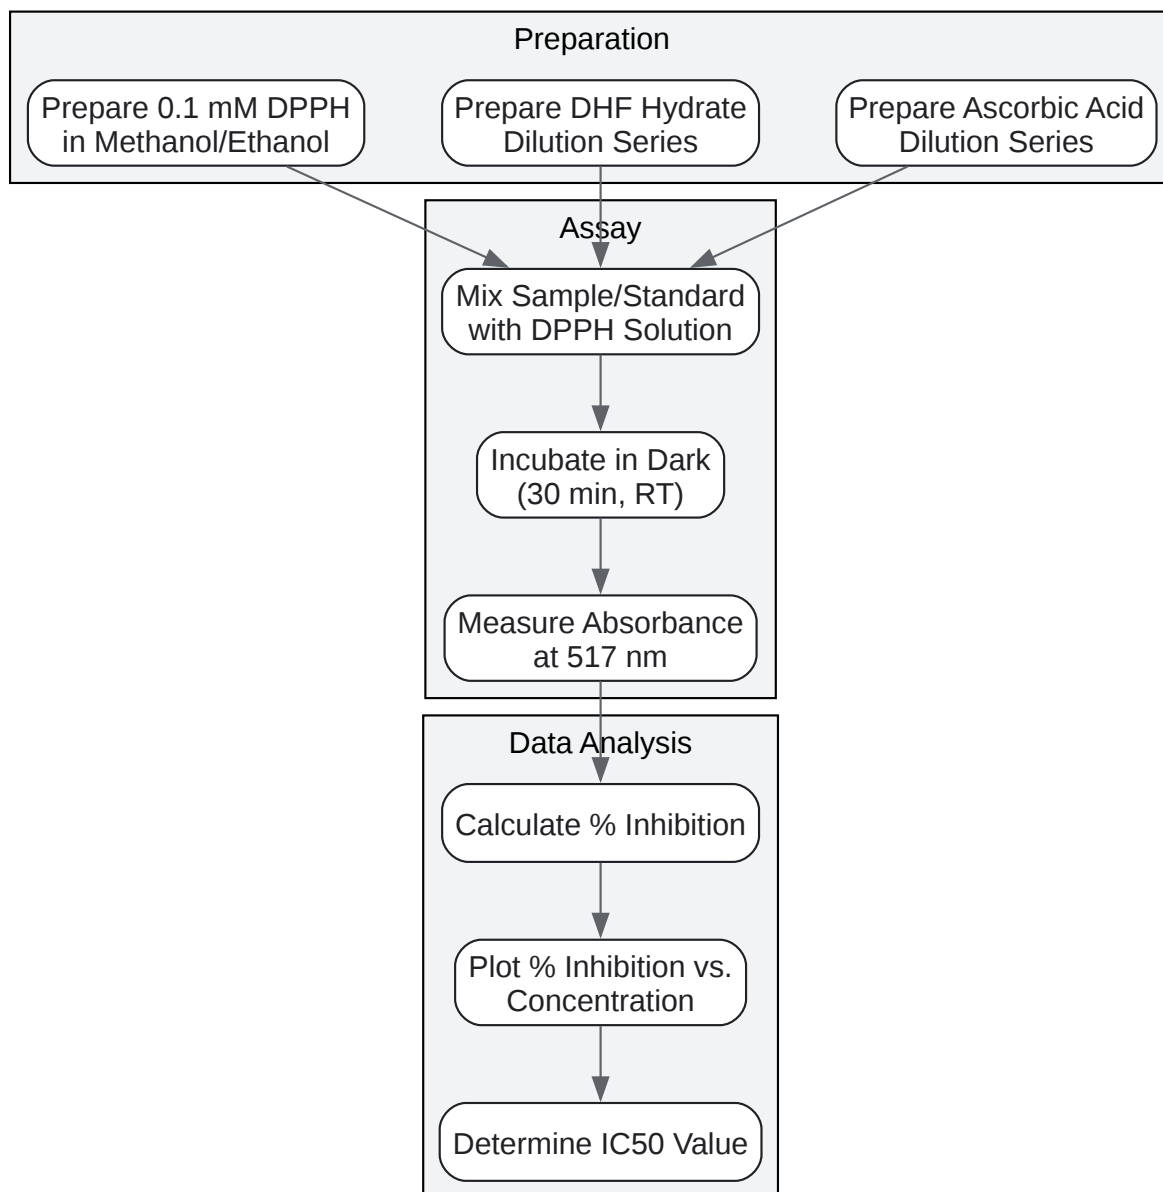 Preparation
Prepare 0.1 mM DPPH
in Methanol/Ethanol
Prepare DHF Hydrate
Dilution Series
Prepare Ascorbic Acid
Dilution Series
Assay
Mix Sample/Standard
with DPPH Solution
Incubate in Dark
(30 min, RT)
Measure Absorbance
at 517 nm
Data Analysis
Calculate % Inhibition
Plot % Inhibition vs.
Concentration
Determine IC50 Value